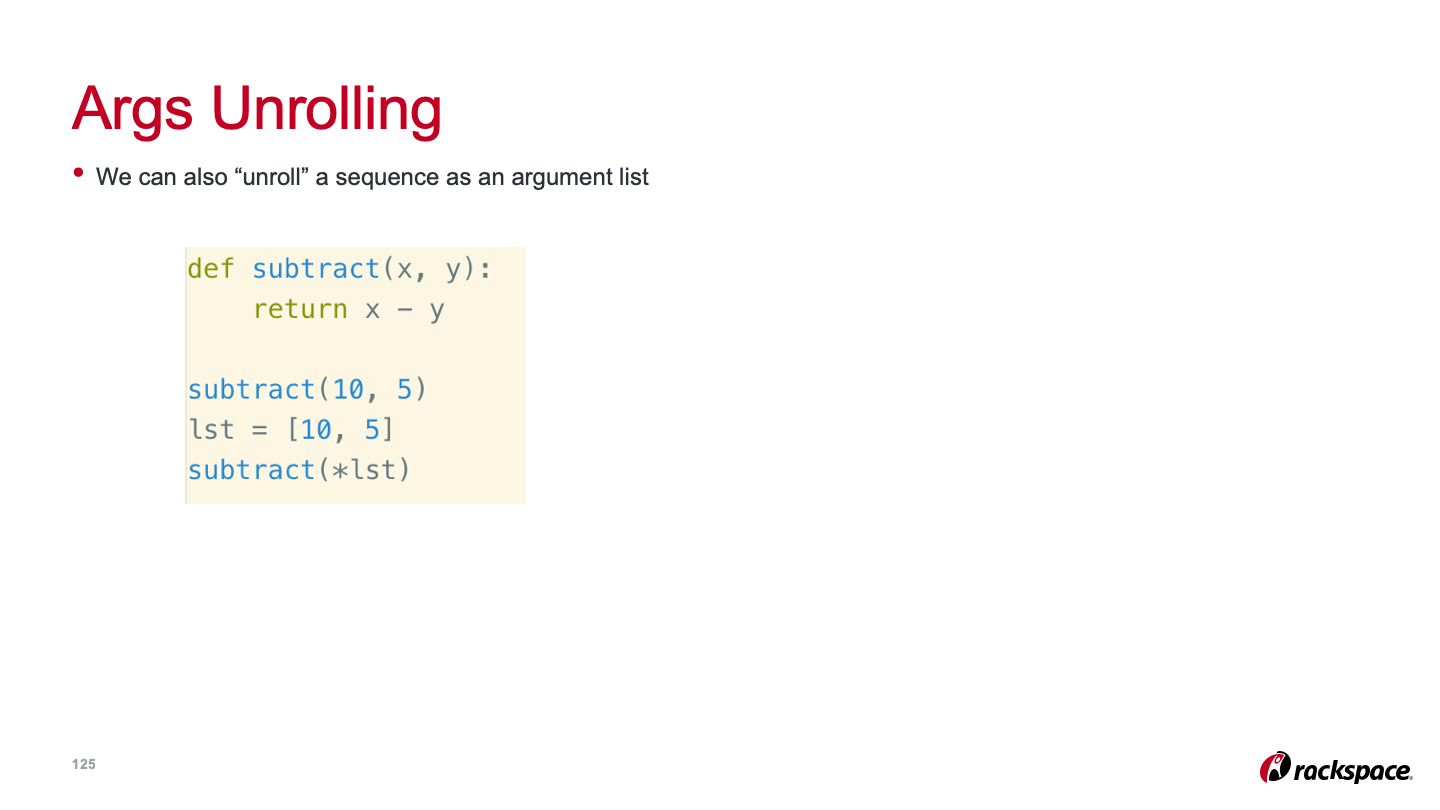 Args Unrolling
• We can also “unroll” a sequence as an argument list
def subtract(x, y):
    return x - y
subtract(10, 5)
lst = [10, 5]
subtract(*lst)
125
rackspace.